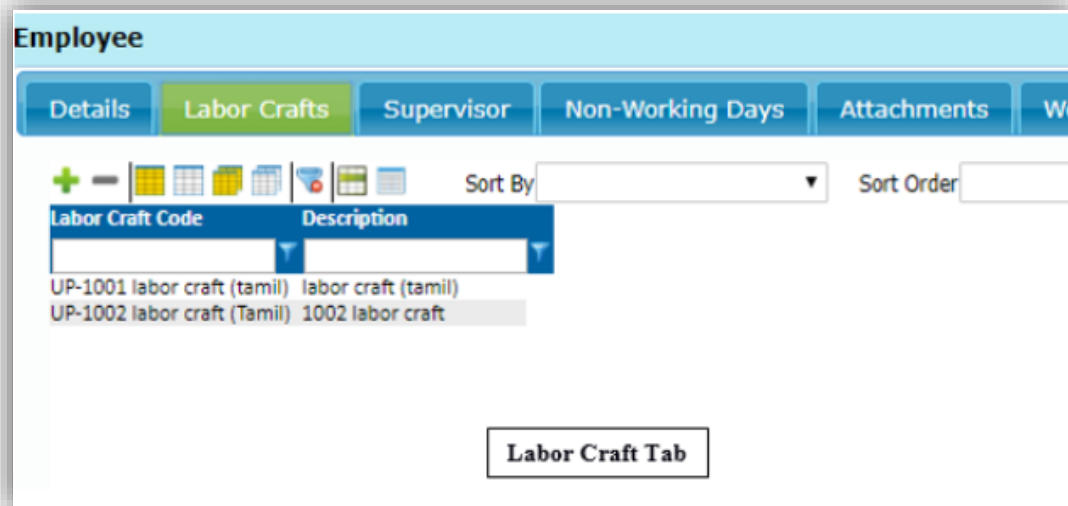 Employee
Details Labor Crafts Supervisor Non-Working Days Attachments
Sort By Sort Order
Labor Craft Code Description
UP-1001 labor craft (tamil) labor craft (tamil)
UP-1002 labor craft (Tamil) 1002 labor craft
Labor Craft Tab